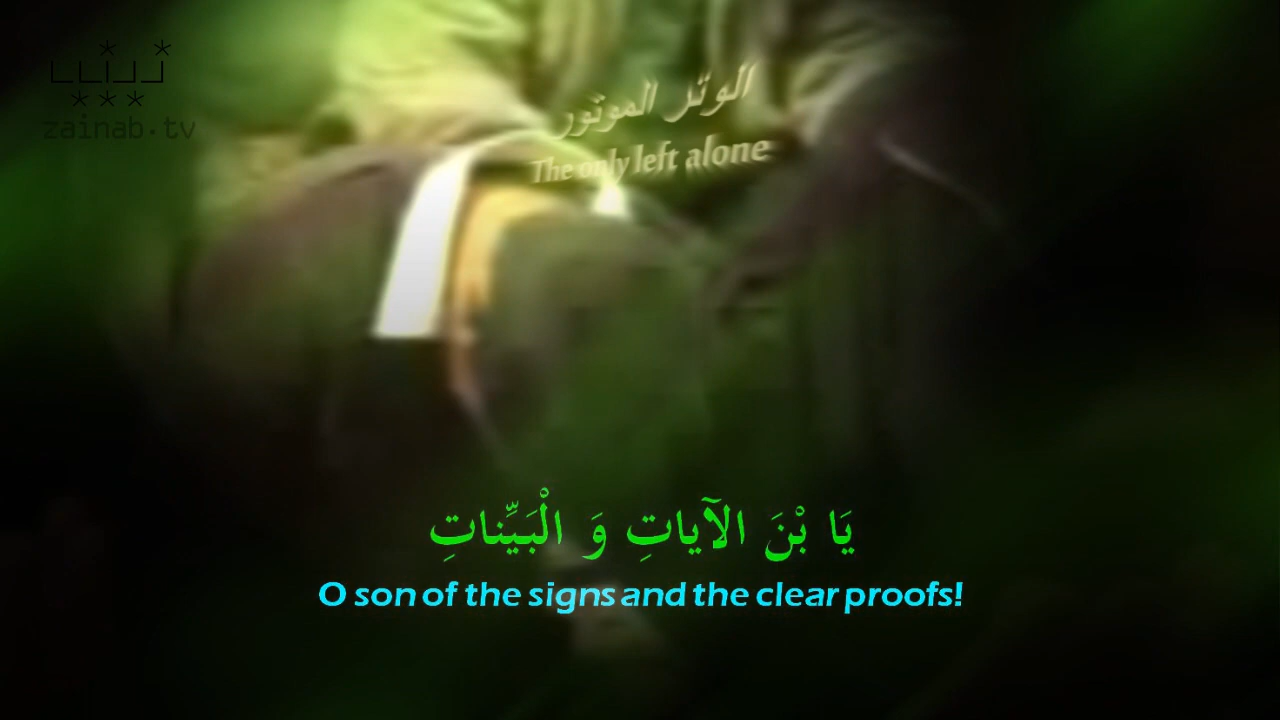 zainab.tv
الوتر الموتور
The only left alone
يَا بْنَ الآياتِ وَ الْبَيِّناتِ
O son of the signs and the clear proofs!